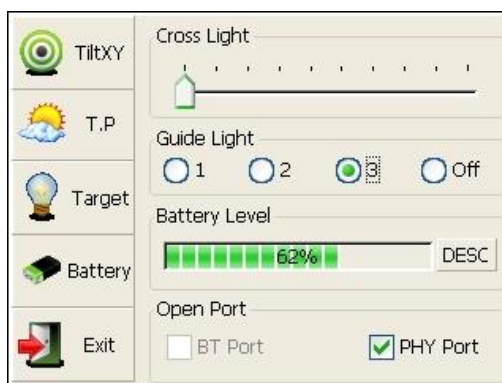 TiltXY
T.P
Target
Battery
Exit
Cross Light
Guide Light
1 2 3 Off
Battery Level
62% DESC
Open Port
BT Port PHY Port